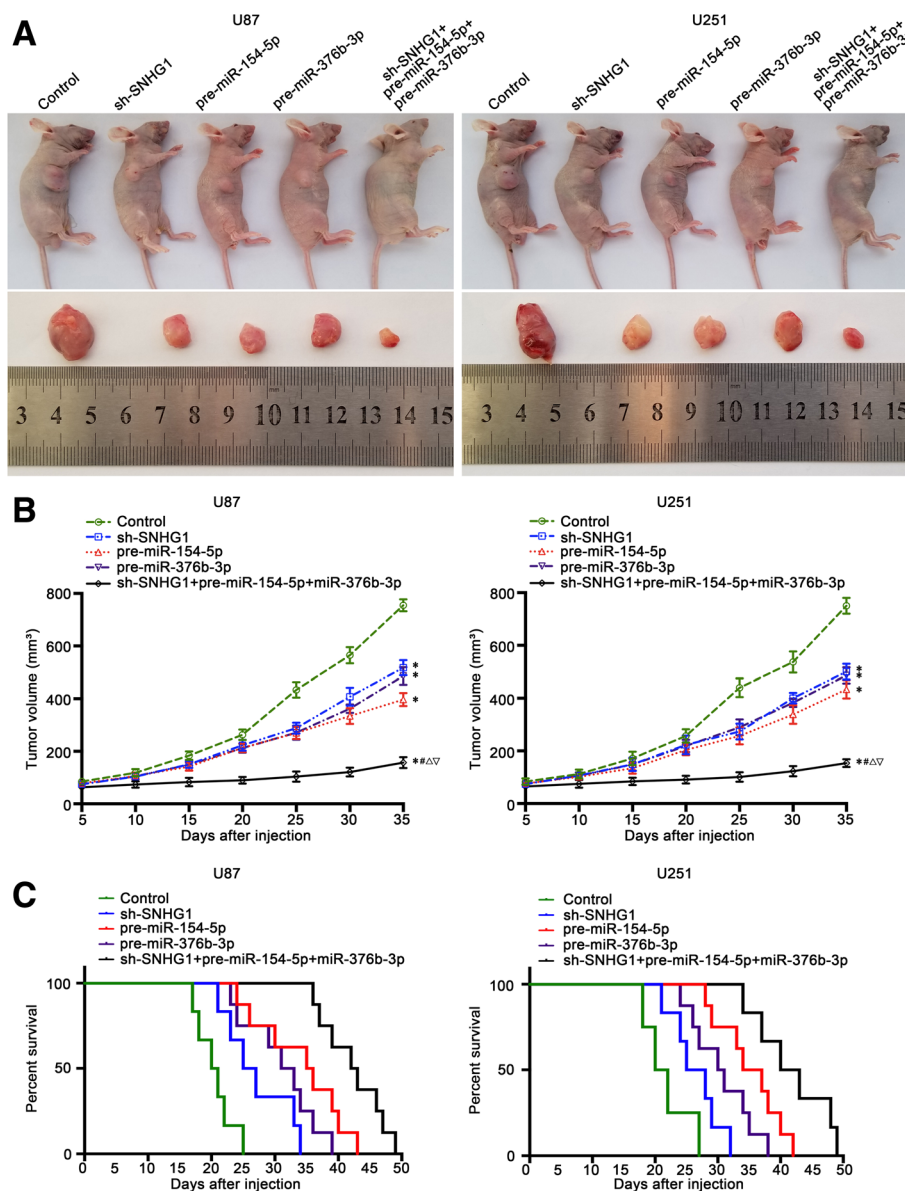 A
U87
Control
sh-SNHG1
pre-miR-154-5p
pre-miR-376b-3p
sh-SNHG1+
pre-miR-154-5p+
pre-miR-376b-3p
U251
Control
sh-SNHG1
pre-miR-154-5p
pre-miR-376b-3p
sh-SNHG1+
pre-miR-154-5p+
pre-miR-376b-3p
mm
3 4 5 6 7 8 9 10 11 12 13 14 15
mm
3 4 5 6 7 8 9 10 11 12 13 14 15
B
U87
Control
sh-SNHG1
pre-miR-154-5p
pre-miR-376b-3p
sh-SNHG1+pre-miR-154-5p+miR-376b-3p
Tumor volume (mm³)
800
600
400
200
0
5 10 15 20 25 30 35
Days after injection
*
*
*
*#△▽
U251
Control
sh-SNHG1
pre-miR-154-5p
pre-miR-376b-3p
sh-SNHG1+pre-miR-154-5p+miR-376b-3p
Tumor volume (mm³)
800
600
400
200
0
5 10 15 20 25 30 35
Days after injection
*
*
*
*#△▽
C
U87
Control
sh-SNHG1
pre-miR-154-5p
pre-miR-376b-3p
sh-SNHG1+pre-miR-154-5p+miR-376b-3p
Percent survival
100
50
0
0 5 10 15 20 25 30 35 40 45 50
Days after injection
U251
Control
sh-SNHG1
pre-miR-154-5p
pre-miR-376b-3p
sh-SNHG1+pre-miR-154-5p+miR-376b-3p
Percent survival
100
50
0
0 5 10 15 20 25 30 35 40 45 50
Days after injection